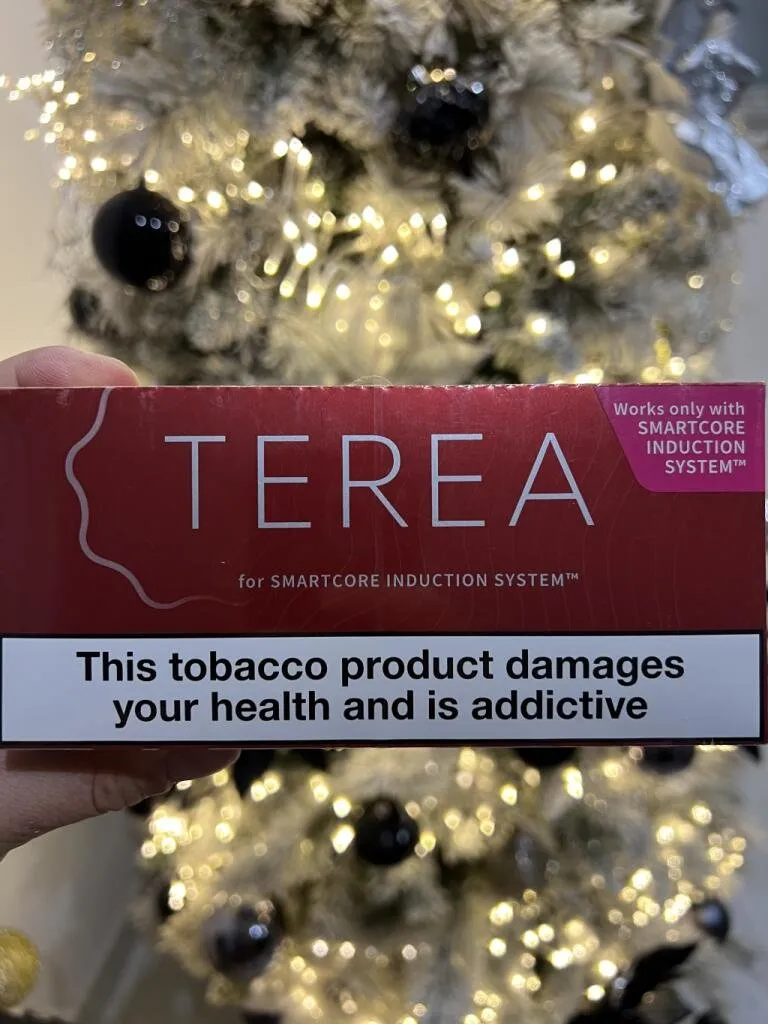 TEREA
Works only with
SMARTCORE
INDUCTION
SYSTEM™
for SMARTCORE INDUCTION SYSTEM™
This tobacco product damages
your health and is addictive